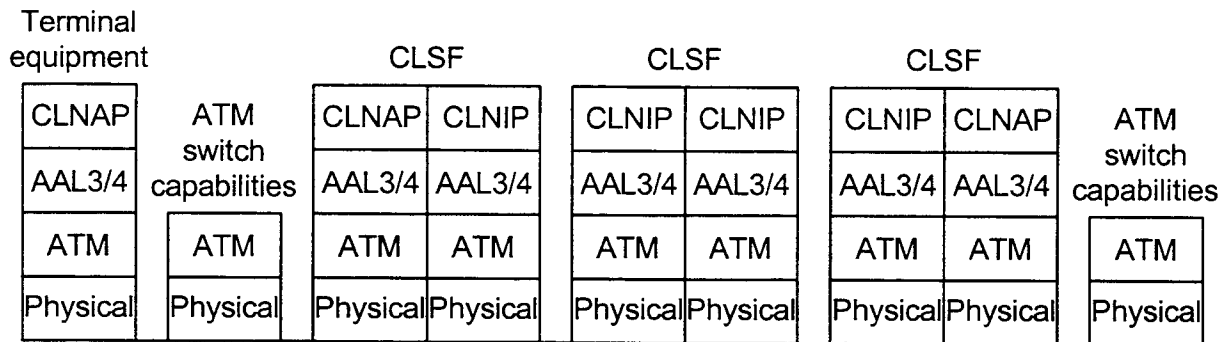 Terminal
equipment
CLSF CLSF CLSF
CLNAP ATM CLNAP CLNIP CLNIP CLNIP CLNIP CLNAP ATM
switch switch
AAL3/4 capabilities AAL3/4 AAL3/4 AAL3/4 AAL3/4 AAL3/4 AAL3/4 capabilities
ATM ATM ATM ATM ATM ATM ATM ATM ATM
Physical Physical Physical Physical Physical Physical Physical Physical Physical